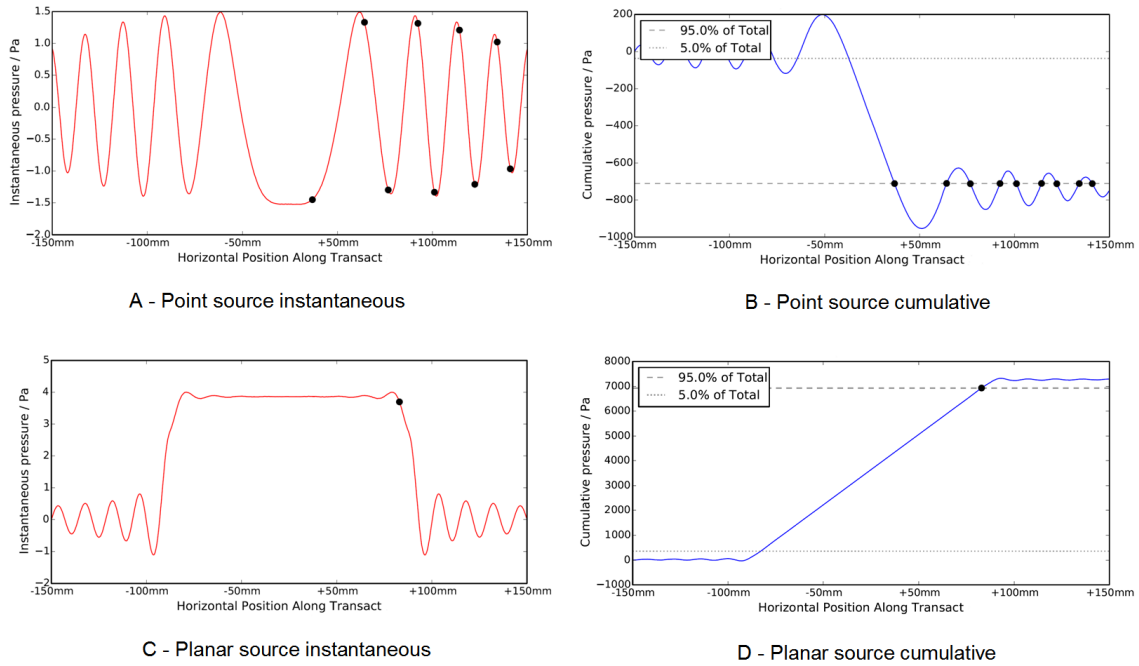 1.5
1.0
0.5
0.0
−0.5
−1.0
−1.5
−2.0
Instantaneous pressure / Pa
-150mm -100mm -50mm +50mm +100mm +150mm
Horizontal Position Along Transact
A - Point source instantaneous
200
0
−200
−400
−600
−800
−1000
Cumulative pressure / Pa
95.0% of Total
5.0% of Total
-150mm -100mm -50mm +50mm +100mm +150mm
Horizontal Position Along Transact
B - Point source cumulative
5
4
3
2
1
0
−1
−2
Instantaneous pressure / Pa
-150mm -100mm -50mm +50mm +100mm +150mm
Horizontal Position Along Transact
C - Planar source instantaneous
8000
7000
6000
5000
4000
3000
2000
1000
0
−1000
Cumulative pressure / Pa
95.0% of Total
5.0% of Total
-150mm -100mm -50mm +50mm +100mm +150mm
Horizontal Position Along Transact
D - Planar source cumulative